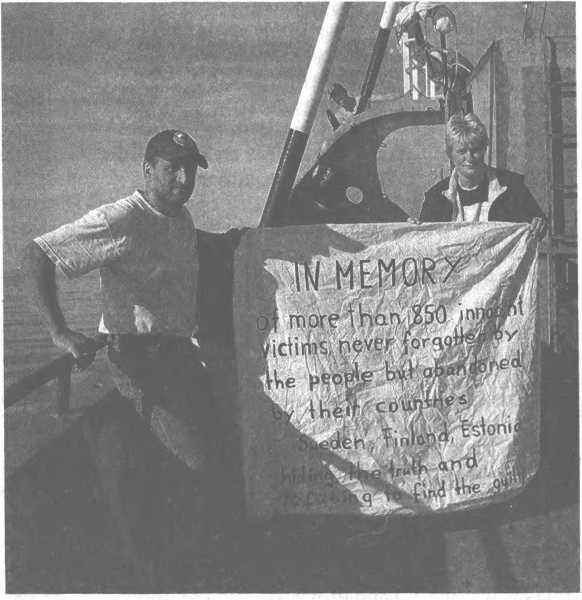 IN MEMORY
of more than 850 innocent
victims never forgotten by
the people but abandoned
by their countries
Sweden, Finland, Estonia
hiding the truth and
refusing to find the guilty